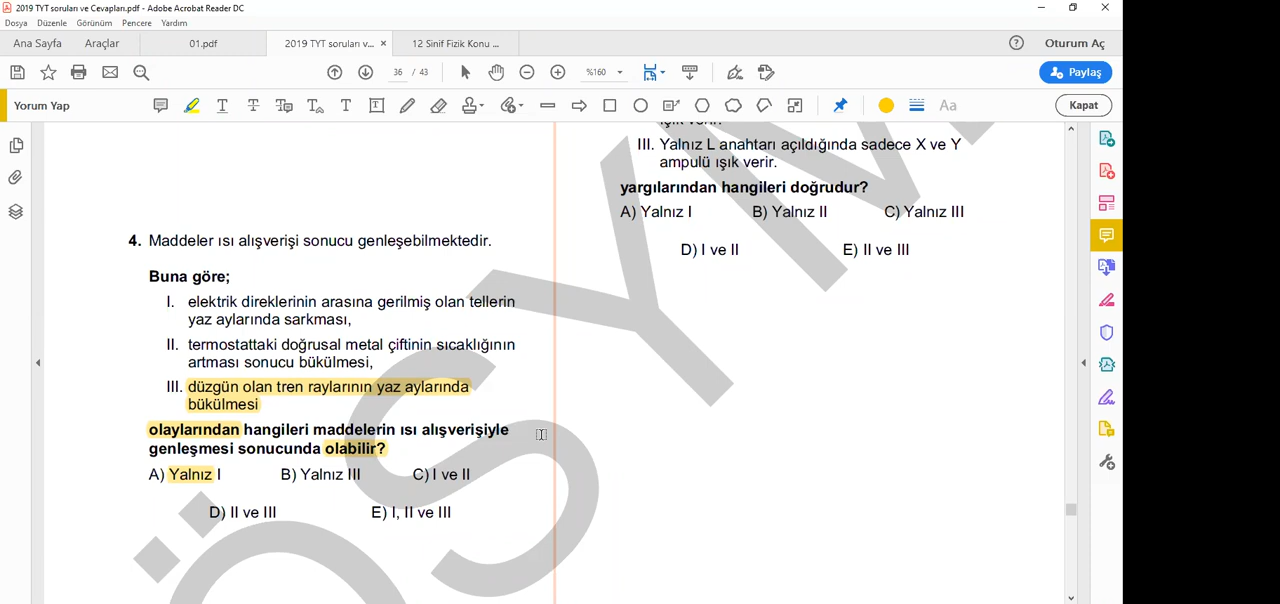 2019 TYT soruları ve Cevapları.pdf - Adobe Acrobat Reader DC
Dosya Düzenle Görünüm Pencere Yardım
Ana Sayfa Araçlar 01.pdf 2019 TYT soruları v... × 12 Sinif Fizik Konu ... ? Oturum Aç
36 / 43 %160 Paylaş
Yorum Yap Aa Kapat
III. Yalnız L anahtarı açıldığında sadece X ve Y
ampulü ışık verir.
yargılarından hangileri doğrudur?
A) Yalnız I B) Yalnız II C) Yalnız III
D) I ve II E) II ve III
4. Maddeler ısı alışverişi sonucu genleşebilmektedir.
Buna göre;
I. elektrik direklerinin arasına gerilmiş olan tellerin
yaz aylarında sarkması,
II. termostattaki doğrusal metal çiftinin sıcaklığının
artması sonucu bükülmesi,
III. düzgün olan tren raylarının yaz aylarında
bükülmesi
olaylarından hangileri maddelerin ısı alışverişiyle
genleşmesi sonucunda olabilir?
A) Yalnız I B) Yalnız III C) I ve II
D) II ve III E) I, II ve III
ÖSYM